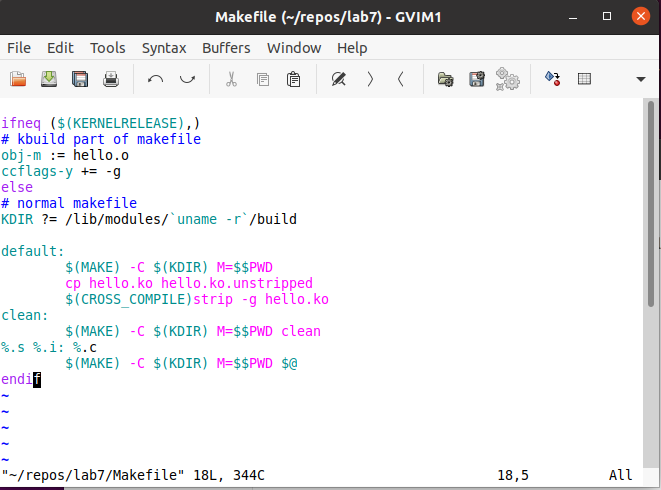 Makefile (~/repos/lab7) - GVIM1
File Edit Tools Syntax Buffers Window Help
ifneq ($(KERNELRELEASE),)
# kbuild part of makefile
obj-m := hello.o
ccflags-y += -g
else
# normal makefile
KDIR ?= /lib/modules/`uname -r`/build
default:
        $(MAKE) -C $(KDIR) M=$$PWD
        cp hello.ko hello.ko.unstripped
        $(CROSS_COMPILE)strip -g hello.ko
clean:
        $(MAKE) -C $(KDIR) M=$$PWD clean
%.s %.i: %.c
        $(MAKE) -C $(KDIR) M=$$PWD $@
endif
~
~
~
~
~
"~/repos/lab7/Makefile" 18L, 344C 18,5 All